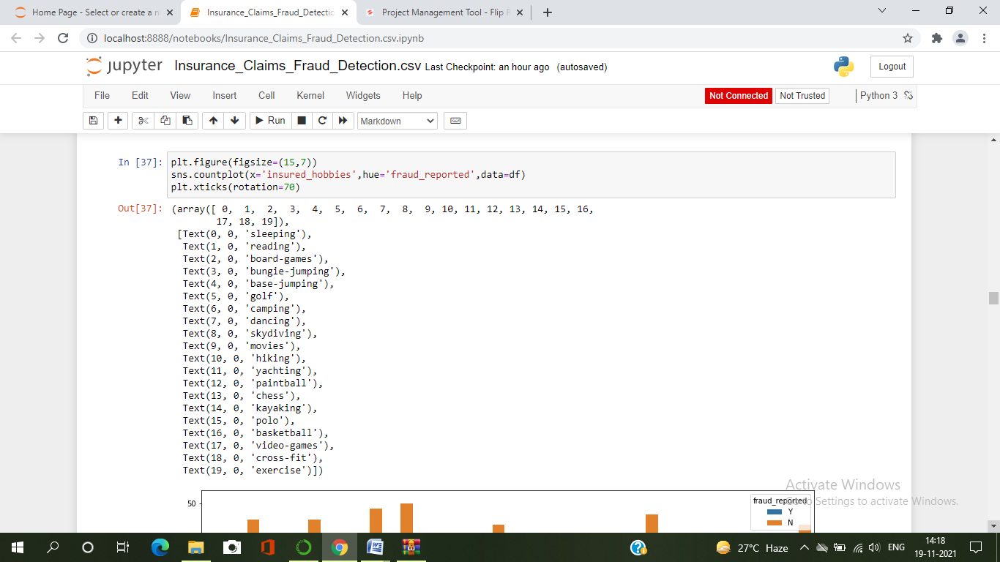 Home Page - Select or create a n
Insurance_Claims_Fraud_Detectio
Project Management Tool - Flip
localhost:8888/notebooks/Insurance_Claims_Fraud_Detection.csv.ipynb
jupyter Insurance_Claims_Fraud_Detection.csv Last Checkpoint: an hour ago (autosaved)
Logout
File Edit View Insert Cell Kernel Widgets Help
Not Connected Not Trusted Python 3
Run Markdown
In [37]: plt.figure(figsize=(15,7))
sns.countplot(x='insured_hobbies',hue='fraud_reported',data=df)
plt.xticks(rotation=70)
Out[37]: (array([ 0, 1, 2, 3, 4, 5, 6, 7, 8, 9, 10, 11, 12, 13, 14, 15, 16,
17, 18, 19]),
[Text(0, 0, 'sleeping'),
Text(1, 0, 'reading'),
Text(2, 0, 'board-games'),
Text(3, 0, 'bungie-jumping'),
Text(4, 0, 'base-jumping'),
Text(5, 0, 'golf'),
Text(6, 0, 'camping'),
Text(7, 0, 'dancing'),
Text(8, 0, 'skydiving'),
Text(9, 0, 'movies'),
Text(10, 0, 'hiking'),
Text(11, 0, 'yachting'),
Text(12, 0, 'paintball'),
Text(13, 0, 'chess'),
Text(14, 0, 'kayaking'),
Text(15, 0, 'polo'),
Text(16, 0, 'basketball'),
Text(17, 0, 'video-games'),
Text(18, 0, 'cross-fit'),
Text(19, 0, 'exercise')])
50
fraud_reported
Y
N
Activate Windows
Go to Settings to activate Windows.
27°C Haze
ENG
14:18
19-11-2021